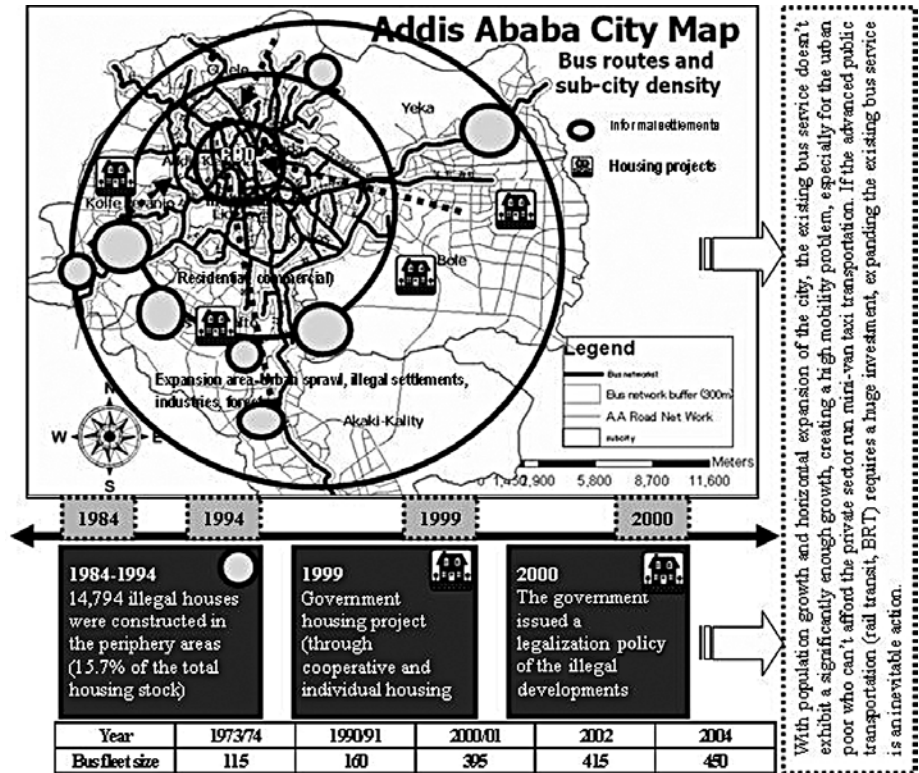 Addis Ababa City Map
Bus routes and
sub-city density
Informal settlements
Housing projects
Yeka
Bole
Residential, commercial)
Expansion area-Urban sprawl, illegal settlements,
industries,
Akaki-Kality
N
W
E
S
Legend
Bus network buffer (300m)
A.A Road Net Work
subcity
Meters
0 1,450 2,900 5,800 8,700 11,600
1984
1994
1999
2000
1984-1994
14,794 illegal houses
were constructed in
the periphery areas
(15.7% of the total
housing stock)
1999
Government
housing project
(through
cooperative and
individual housing
2000
The government
issued a
legalization policy
of the illegal
developments
Year 1973/74 1990/91 2000/01 2002 2004
Bus fleet size 115 160 395 415 450
With population growth and horizontal expansion of the city, the existing bus service doesn't
exhibit a significantly enough growth, creating a high mobility problem, especially for the urban
poor who can't afford the private sector run mini-van taxi transportation. If the advanced public
transportation (rail transit, BRT) requires a huge investment, expanding the existing bus service
is an inevitable action.